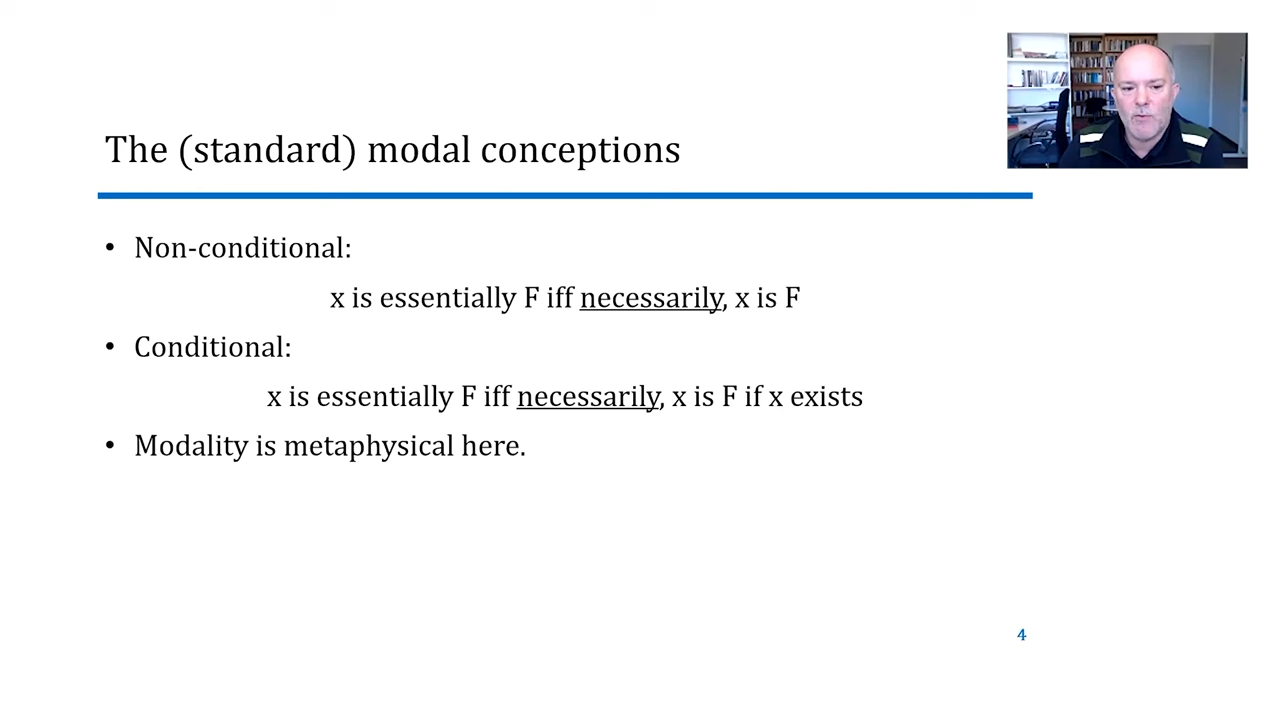 The (standard) modal conceptions
• Non-conditional:
x is essentially F iff necessarily, x is F
• Conditional:
x is essentially F iff necessarily, x is F if x exists
• Modality is metaphysical here.
4